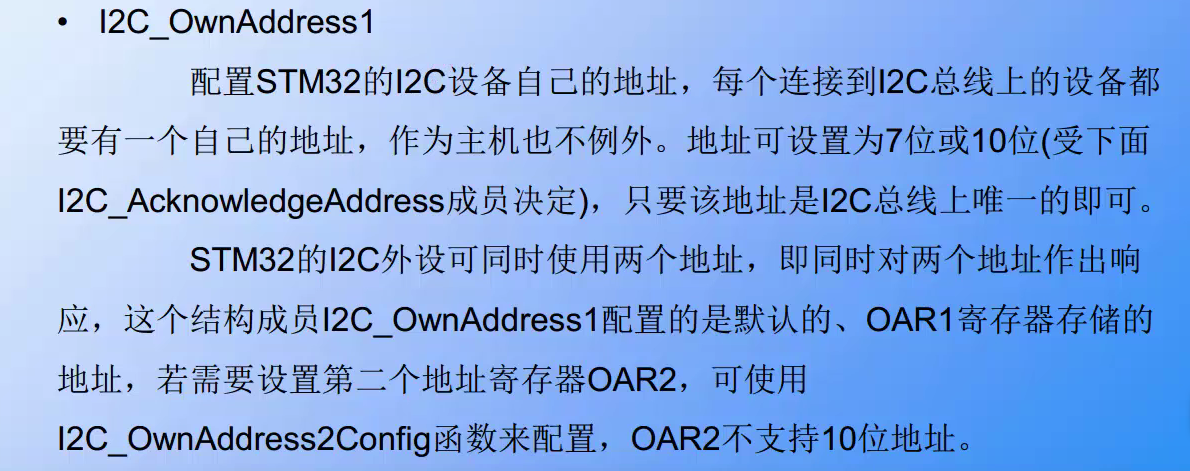 • I2C_OwnAddress1
配置STM32的I2C设备自己的地址，每个连接到I2C总线上的设备都
要有一个自己的地址，作为主机也不例外。地址可设置为7位或10位(受下面
I2C_AcknowledgeAddress成员决定)，只要该地址是I2C总线上唯一的即可。
STM32的I2C外设可同时使用两个地址，即同时对两个地址作出响
应，这个结构成员I2C_OwnAddress1配置的是默认的、OAR1寄存器存储的
地址，若需要设置第二个地址寄存器OAR2，可使用
I2C_OwnAddress2Config函数来配置，OAR2不支持10位地址。